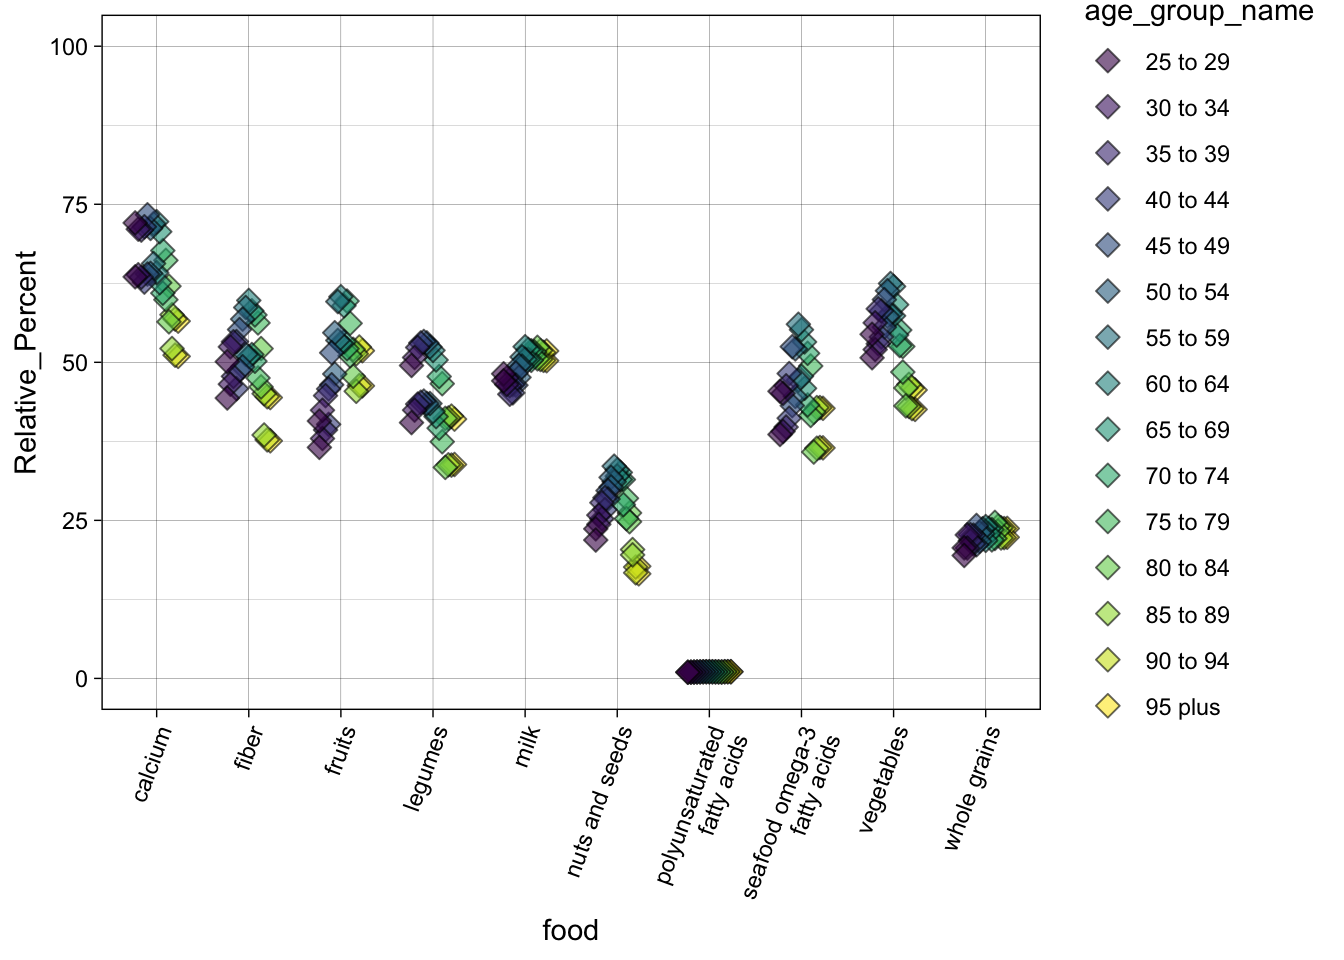 age_group_name
100
75
50
25
0
Relative_Percent
25 to 29
30 to 34
35 to 39
40 to 44
45 to 49
50 to 54
55 to 59
60 to 64
65 to 69
70 to 74
75 to 79
80 to 84
85 to 89
90 to 94
95 plus
calcium
fiber
fruits
legumes
milk
nuts and seeds
polyunsaturated
fatty acids
seafood omega-3
fatty acids
vegetables
whole grains
food